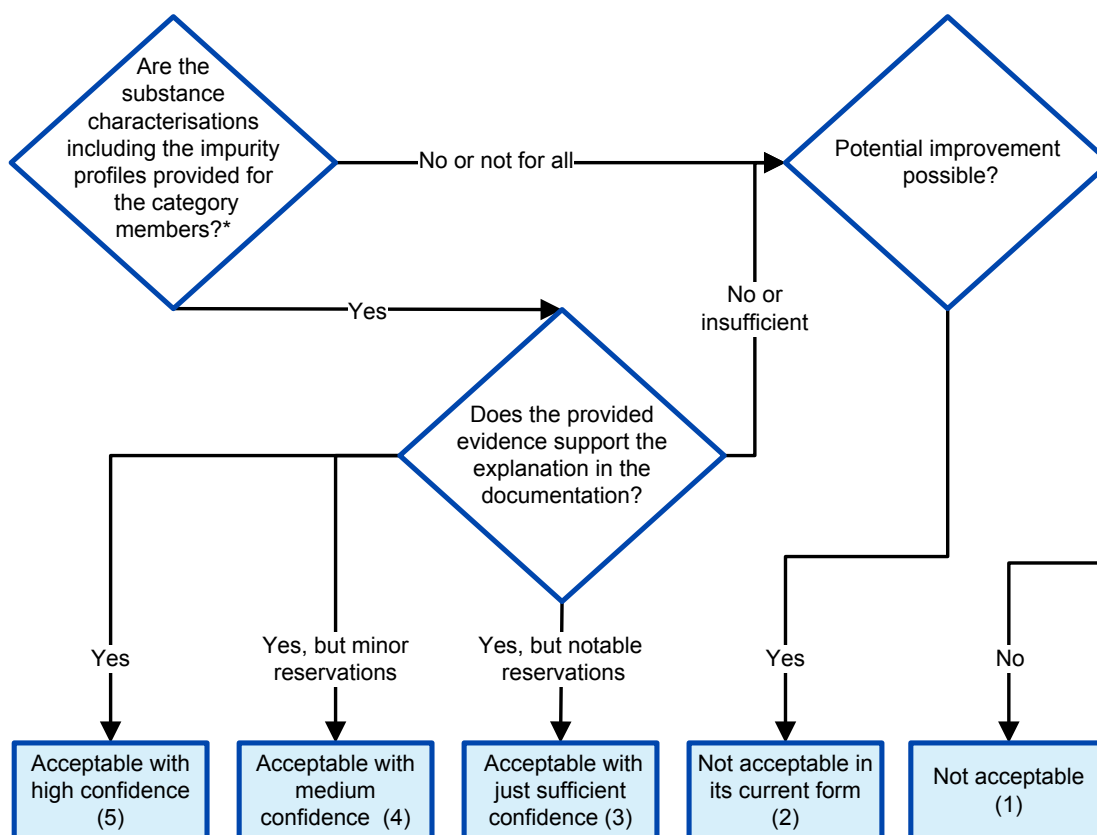 Are the
substance
characterisations
including the impurity
profiles provided for
the category
members?*
No or not for all
Potential improvement
possible?
Yes
No or
insufficient
Does the provided
evidence support the
explanation in the
documentation?
Yes
Yes, but minor
reservations
Yes, but notable
reservations
Yes
No
Acceptable with
high confidence
(5)
Acceptable with
medium
confidence (4)
Acceptable with
just sufficient
confidence (3)
Not acceptable in
its current form
(2)
Not acceptable
(1)